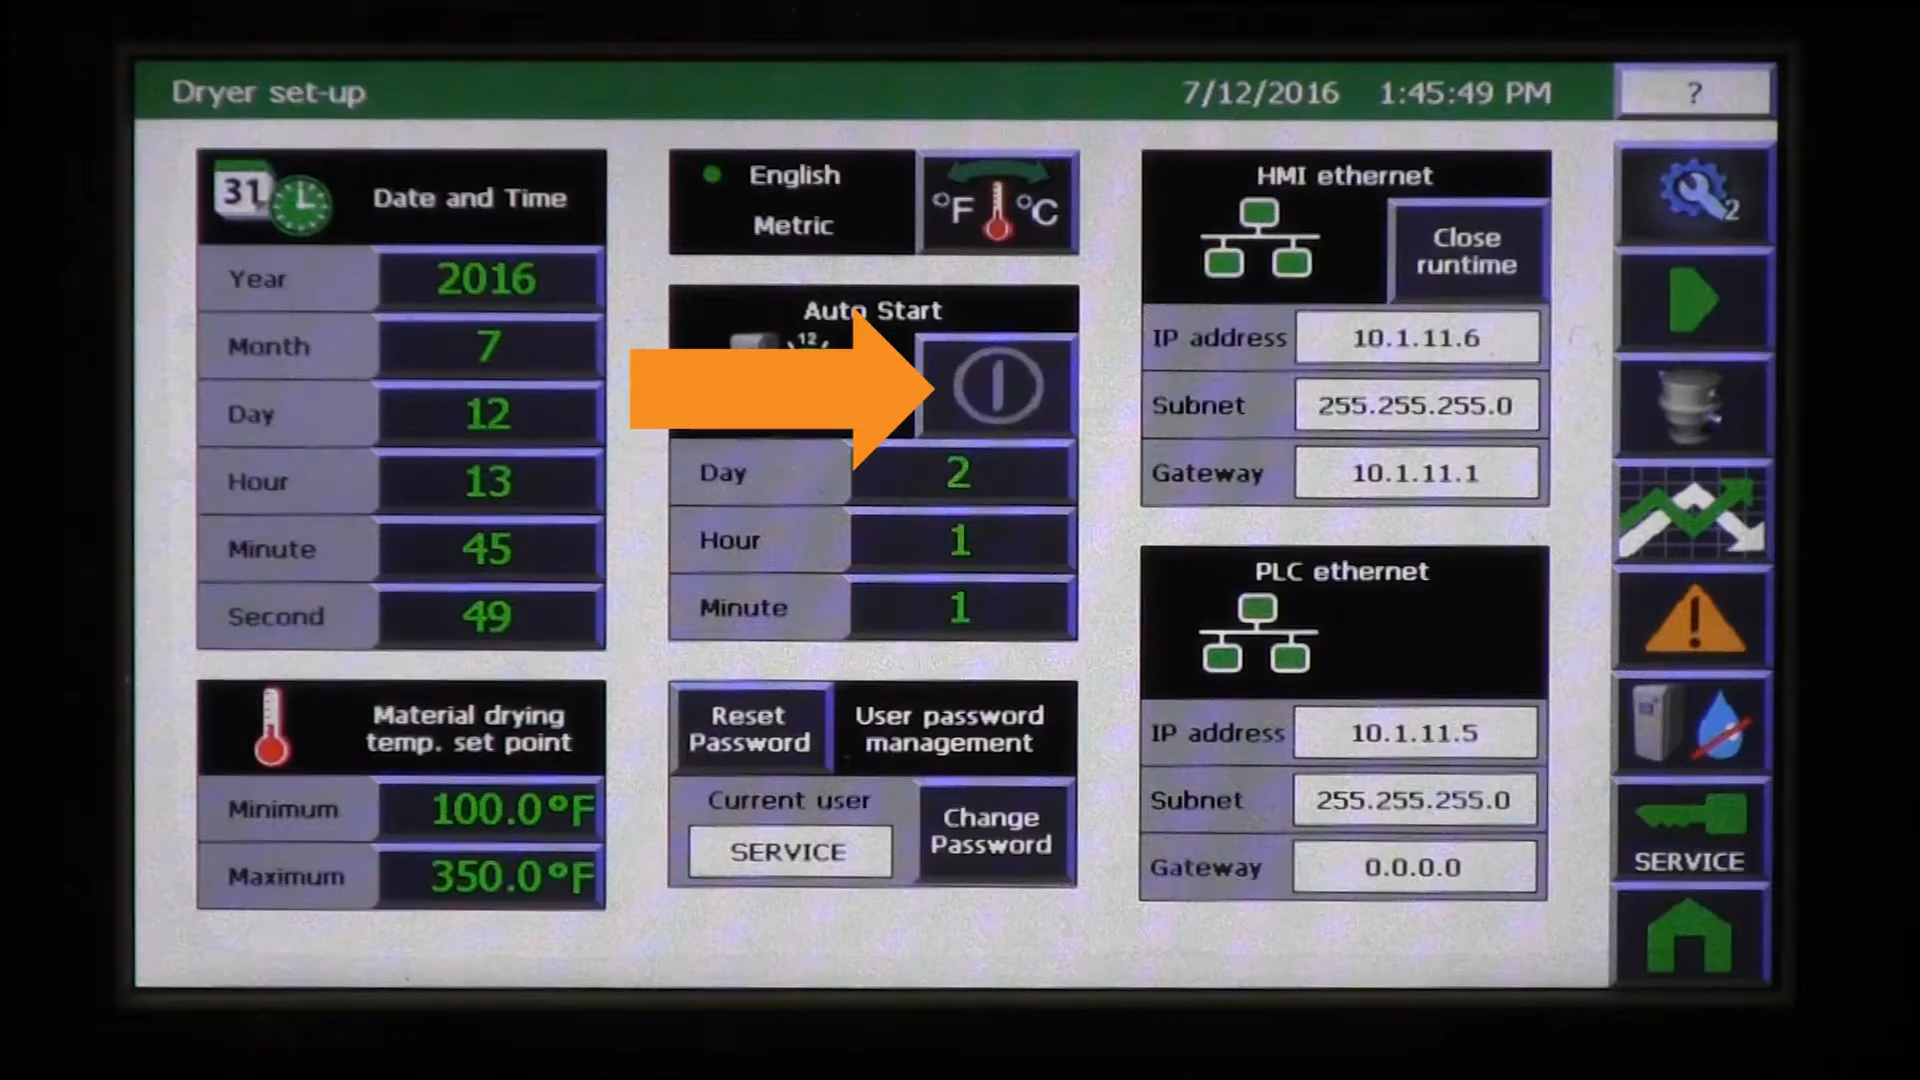 Dryer set-up
7/12/2016 1:45:49 PM
?
31
Date and Time
Year 2016
Month 7
Day 12
Hour 13
Minute 45
Second 49
Material drying
temp. set point
Minimum 100.0°F
Maximum 350.0°F
English
Metric
°F °C
Auto Start
12
Day 2
Hour 1
Minute 1
Reset
Password
User password
management
Current user
SERVICE
Change
Password
HMI ethernet
Close
runtime
IP address 10.1.11.6
Subnet 255.255.255.0
Gateway 10.1.11.1
PLC ethernet
IP address 10.1.11.5
Subnet 255.255.255.0
Gateway 0.0.0.0
2
SERVICE